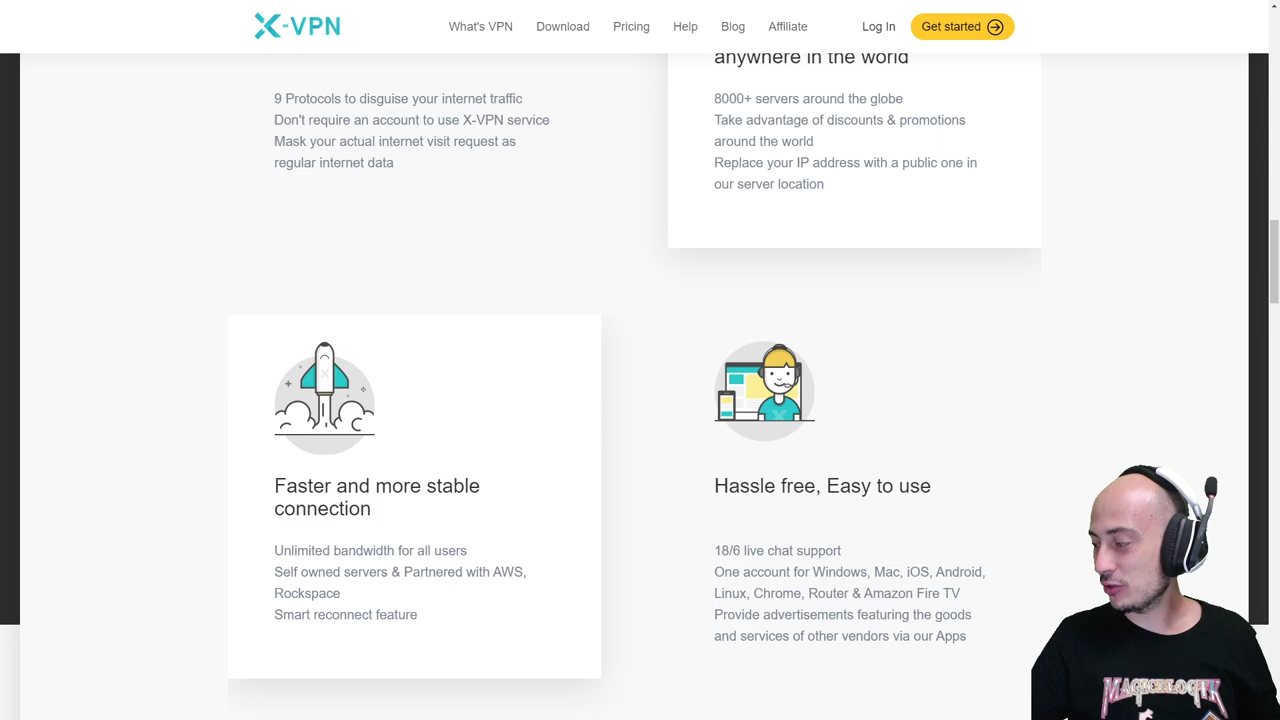 X-VPN
What's VPN
Download
Pricing
Help
Blog
Affiliate
Log In
Get started
9 Protocols to disguise your internet traffic
Don't require an account to use X-VPN service
Mask your actual internet visit request as
regular internet data
anywhere in the world
8000+ servers around the globe
Take advantage of discounts & promotions
around the world
Replace your IP address with a public one in
our server location
Faster and more stable
connection
Unlimited bandwidth for all users
Self owned servers & Partnered with AWS,
Rockspace
Smart reconnect feature
Hassle free, Easy to use
18/6 live chat support
One account for Windows, Mac, iOS, Android,
Linux, Chrome, Router & Amazon Fire TV
Provide advertisements featuring the goods
and services of other vendors via our Apps